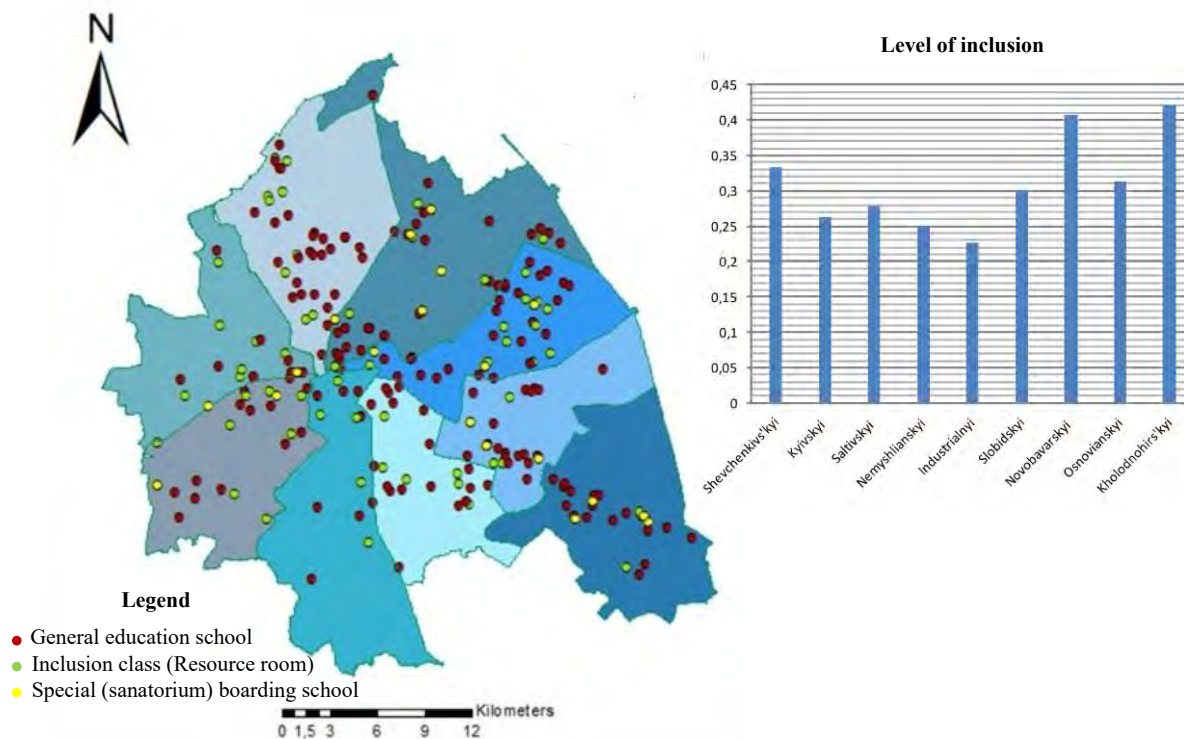 N
Level of inclusion
0,45
0,4
0,35
0,3
0,25
0,2
0,15
0,1
0,05
0
Shevchenkivs'kyi
Kyivskyi
Saltivskyi
Nemyshlianskyi
Industrialnyi
Slobidskyi
Novobavarskyi
Osnovianskyi
Kholodnohirs'kyi
Legend
General education school
Inclusion class (Resource room)
Special (sanatorium) boarding school
Kilometers
0 1,5 3 6 9 12